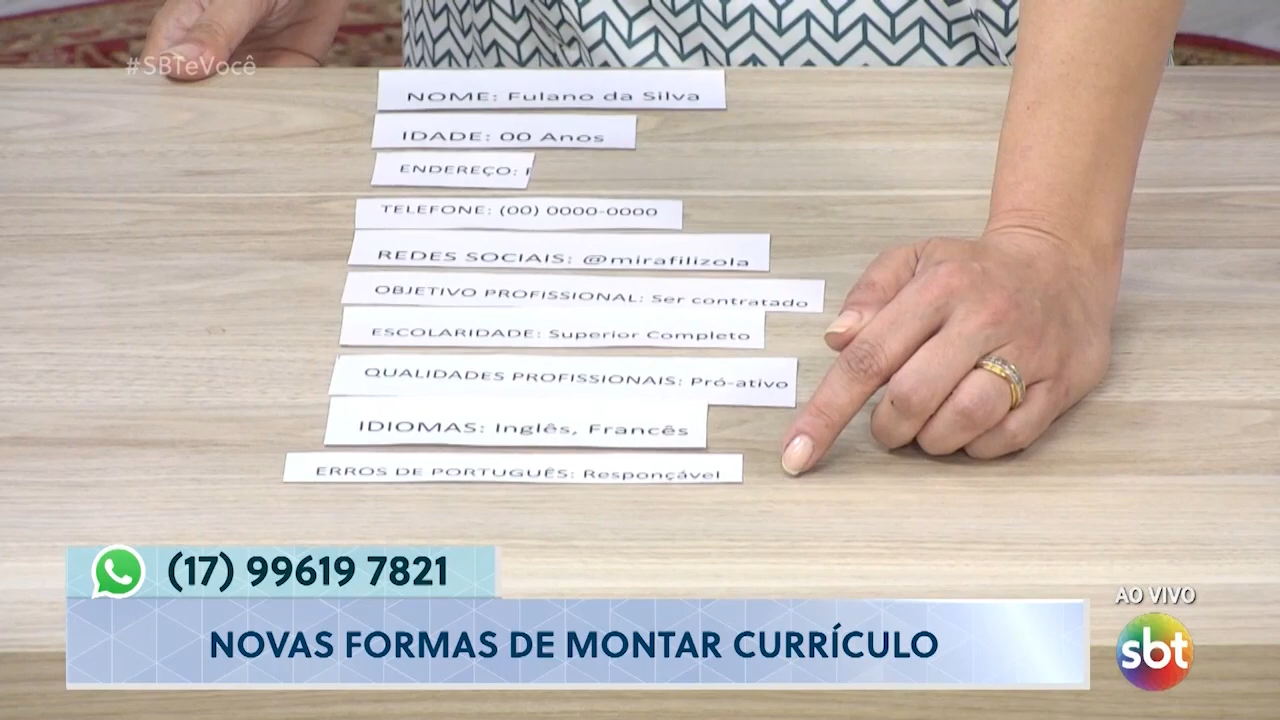 #SBTeVocê
NOME: Fulano da Silva
IDADE: 00 Anos
ENDEREÇO:
TELEFONE: (00) 0000-0000
REDES SOCIAIS: @mirafilizola
OBJETIVO PROFISSIONAL: Ser contratado
ESCOLARIDADE: Superior Completo
QUALIDADES PROFISSIONAIS: Pró-ativo
IDIOMAS: Inglês, Francês
ERROS DE PORTUGUÊS: Responçável
(17) 99619 7821
NOVAS FORMAS DE MONTAR CURRÍCULO
AO VIVO
sbt